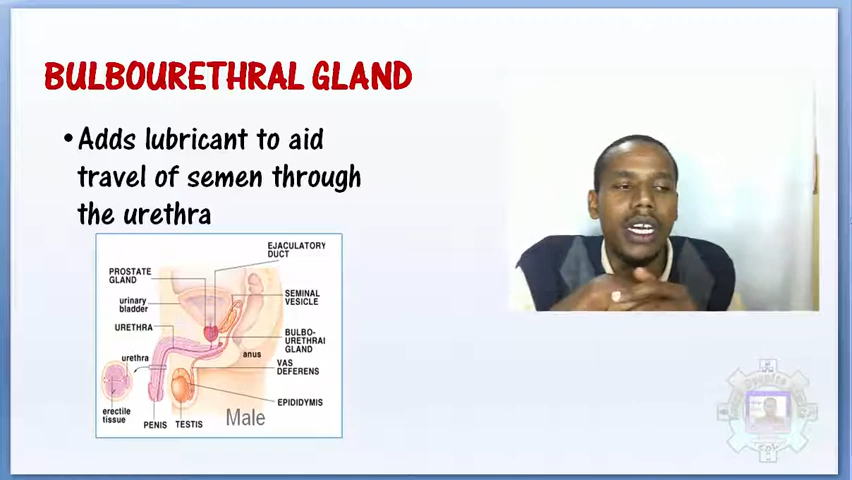 BULBOURETHRAL GLAND
•Adds lubricant to aid
travel of semen through
the urethra
EJACULATORY
DUCT
PROSTATE
GLAND
urinary
bladder
SEMINAL
VESICLE
URETHRA
BULBO-
URETHRAL
GLAND
urethra
anus
VAS
DEFERENS
EPIDIDYMIS
erectile
tissue
PENIS
TESTIS
Male